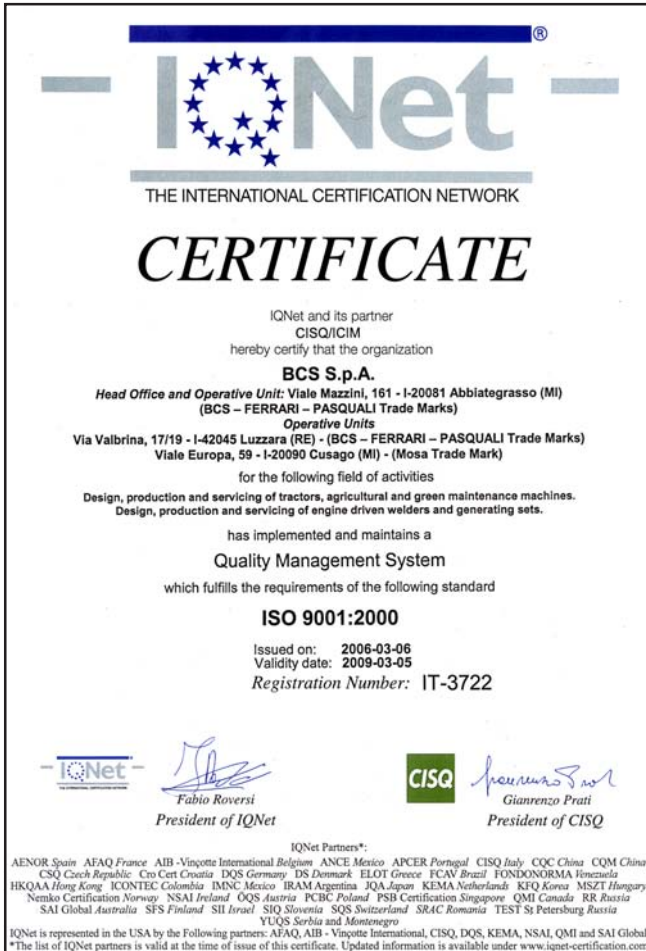 IQNet®
THE INTERNATIONAL CERTIFICATION NETWORK
CERTIFICATE
IQNet and its partner
CISQ/ICIM
hereby certify that the organization
BCS S.p.A.
Head Office and Operative Unit: Viale Mazzini, 161 - I-20081 Abbiategrasso (MI)
(BCS – FERRARI – PASQUALI Trade Marks)
Operative Units
Via Valbrina, 17/19 - I-42045 Luzzara (RE) - (BCS – FERRARI – PASQUALI Trade Marks)
Viale Europa, 59 - I-20090 Cusago (MI) - (Mosa Trade Mark)
for the following field of activities
Design, production and servicing of tractors, agricultural and green maintenance machines.
Design, production and servicing of engine driven welders and generating sets.
has implemented and maintains a
Quality Management System
which fulfills the requirements of the following standard
ISO 9001:2000
Issued on: 2006-03-06
Validity date: 2009-03-05
Registration Number: IT-3722
IQNet
THE INTERNATIONAL CERTIFICATION NETWORK
Fabio Roversi
President of IQNet
CISQ
Gianrenzo Prati
President of CISQ
IQNet Partners*:
AENOR Spain AFAQ France AIB -Vinçotte International Belgium ANCE Mexico APCER Portugal CISQ Italy CQC China CQM China
CSQ Czech Republic Cro Cert Croatia DQS Germany DS Denmark ELOT Greece FCAV Brazil FONDONORMA Venezuela
HKQAA Hong Kong ICONTEC Colombia IMNC Mexico IRAM Argentina JQA Japan KEMA Netherlands KFQ Korea MSZT Hungary
Nemko Certification Norway NSAI Ireland ÖQS Austria PCBC Poland PSB Certification Singapore QMI Canada RR Russia
SAI Global Australia SFS Finland SII Israel SIQ Slovenia SQS Switzerland SRAC Romania TEST St Petersburg Russia
YUQS Serbia and Montenegro
IQNet is represented in the USA by the Following partners: AFAQ, AIB - Vinçotte International, CISQ, DQS, KEMA, NSAI, QMI and SAI Global
*The list of IQNet partners is valid at the time of issue of this certificate. Updated information is available under www.iqnet-certification.com